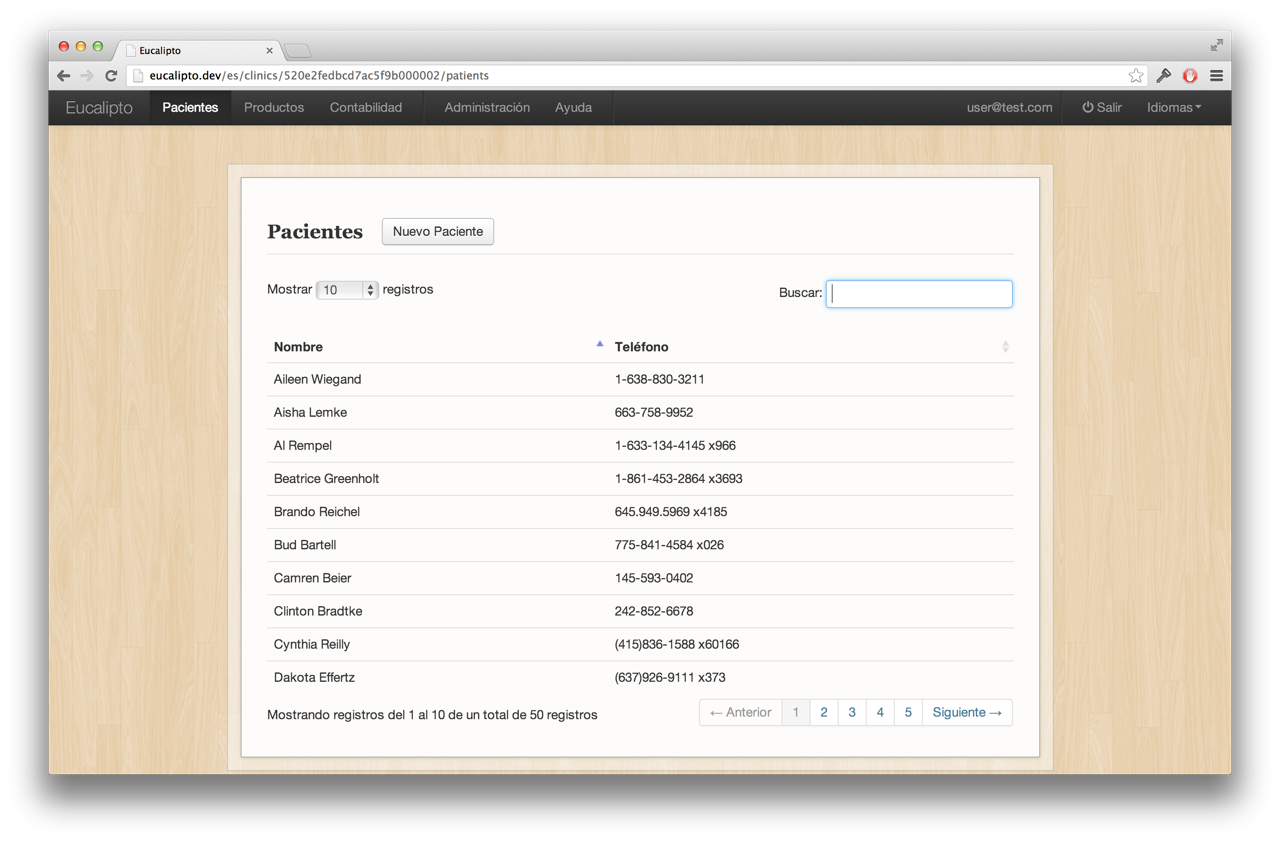 Eucalipto
eucalipto.dev/es/clinics/520e2fedbcd7ac5f9b000002/patients
Eucalipto Pacientes Productos Contabilidad Administración Ayuda user@test.com Salir Idiomas
Pacientes Nuevo Paciente
Mostrar 10 registros Buscar:
Nombre Teléfono
Aileen Wiegand 1-638-830-3211
Aisha Lemke 663-758-9952
Al Rempel 1-633-134-4145 x966
Beatrice Greenholt 1-861-453-2864 x3693
Brando Reichel 645.949.5969 x4185
Bud Bartell 775-841-4584 x026
Camren Beier 145-593-0402
Clinton Bradtke 242-852-6678
Cynthia Reilly (415)836-1588 x60166
Dakota Effertz (637)926-9111 x373
Mostrando registros del 1 al 10 de un total de 50 registros ← Anterior 1 2 3 4 5 Siguiente →